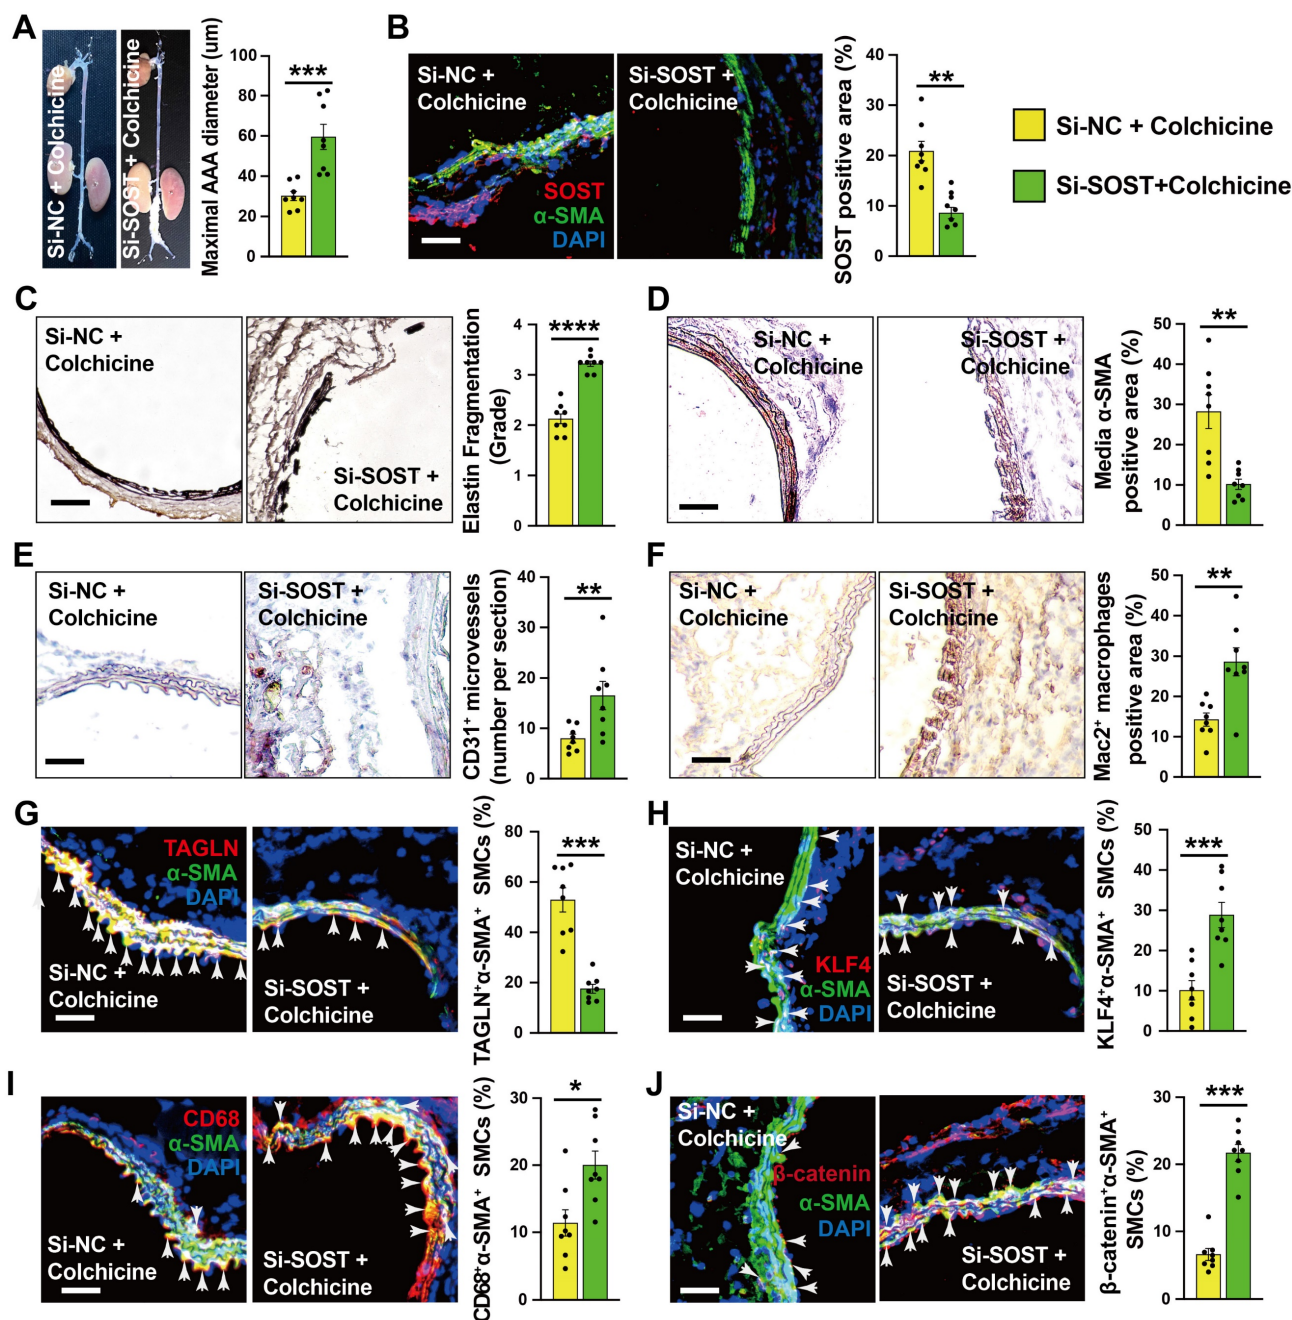 A
Si-NC + Colchicine
Si-SOST + Colchicine
Maximal AAA diameter (um)
100
80
60
40
20
0
***
B
Si-NC +
Colchicine
Si-SOST +
Colchicine
SOST
α-SMA
DAPI
SOST positive area (%)
40
30
20
10
0
**
Si-NC + Colchicine
Si-SOST+Colchicine
C
Si-NC +
Colchicine
Si-SOST +
Colchicine
Elastin Fragmentation
(Grade)
4
3
2
1
0
****
D
Si-NC +
Colchicine
Si-SOST +
Colchicine
Media α-SMA
positive area (%)
50
40
30
20
10
0
**
E
Si-NC +
Colchicine
Si-SOST +
Colchicine
CD31⁺ microvessels
(number per section)
40
30
20
10
0
**
F
Si-NC +
Colchicine
Si-SOST +
Colchicine
Mac2⁺ macrophages
positive area (%)
50
40
30
20
10
0
**
G
TAGLN
α-SMA
DAPI
Si-NC +
Colchicine
Si-SOST +
Colchicine
TAGLN⁺α-SMA⁺ SMCs (%)
80
60
40
20
0
***
H
Si-NC +
Colchicine
KLF4
α-SMA
DAPI
Si-SOST +
Colchicine
KLF4⁺α-SMA⁺ SMCs (%)
50
40
30
20
10
0
***
I
CD68
α-SMA
DAPI
Si-NC +
Colchicine
Si-SOST +
Colchicine
CD68⁺α-SMA⁺ SMCs (%)
30
20
10
0
*
J
Si-NC +
Colchicine
β-catenin
α-SMA
DAPI
Si-SOST +
Colchicine
β-catenin⁺α-SMA⁺
SMCs (%)
30
20
10
0
***